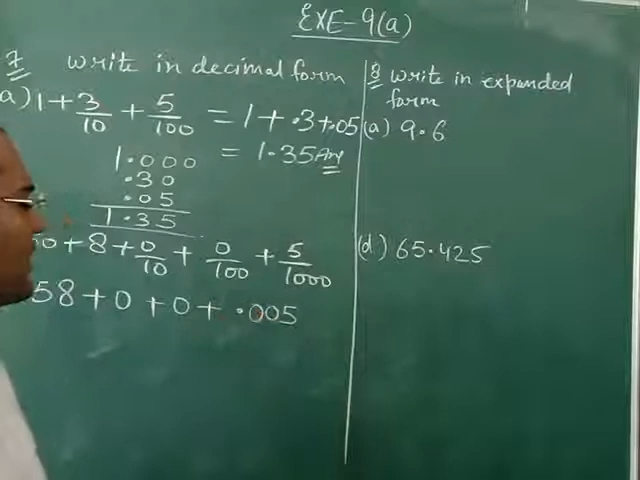 EXE-9(a)
7 write in decimal form
a) 1 + 3/10 + 5/100 = 1 + .3 + .05
= 1.35 Ans
1.000
.30
.05
1.35
0 + 8 + 0/10 + 0/100 + 5/1000
58 + 0 + 0 + .005
8 write in expanded
form
(a) 9.6
(d) 65.425